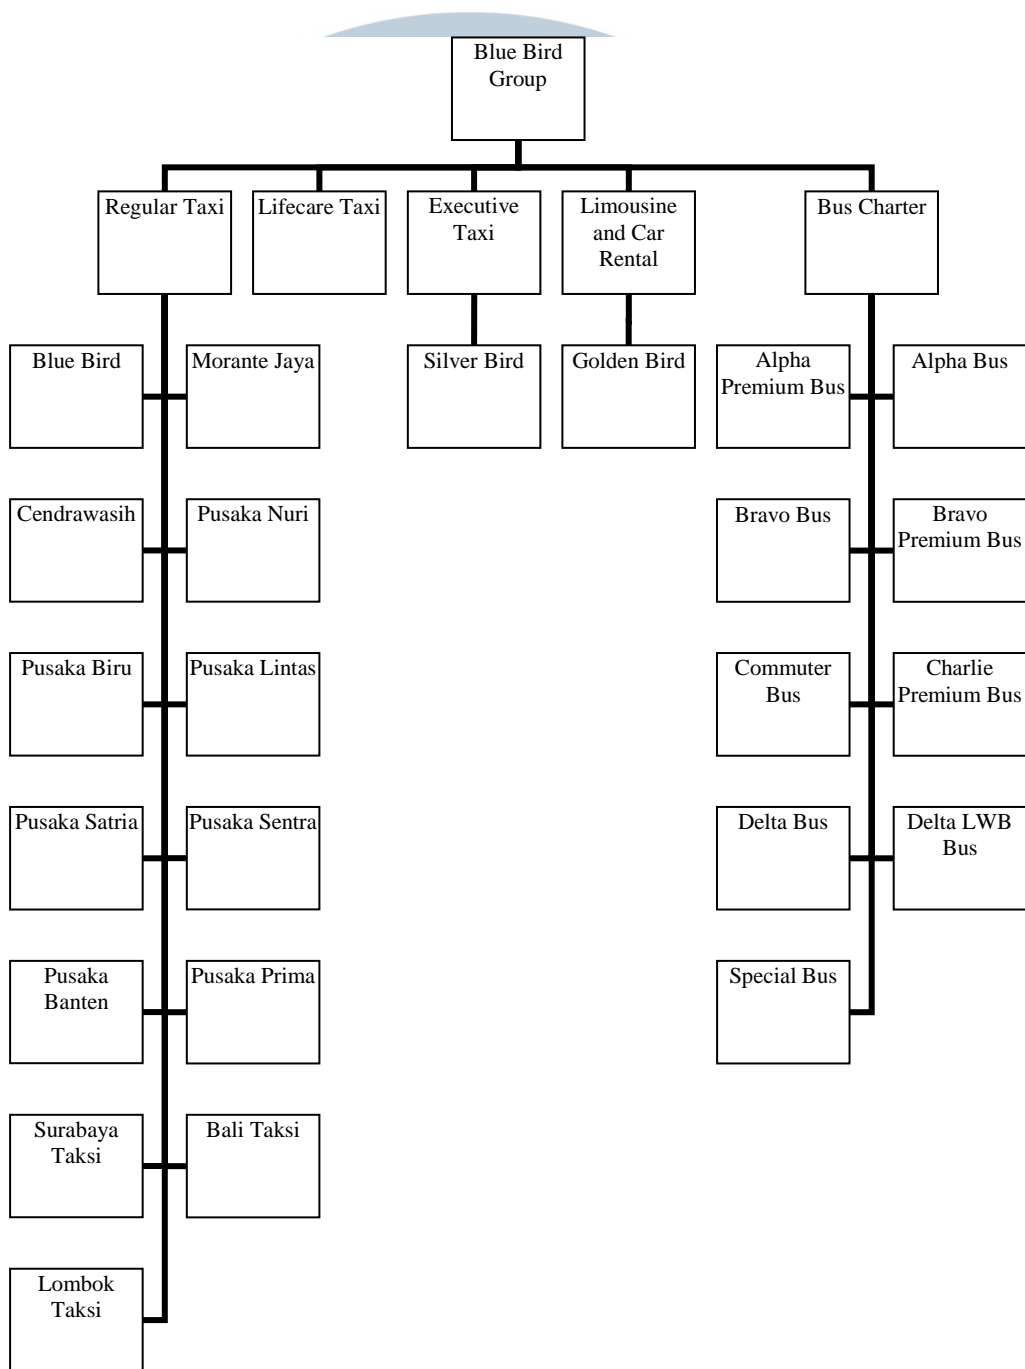 Blue Bird
Group
Regular Taxi
Lifecare Taxi
Executive
Taxi
Limousine
and Car
Rental
Bus Charter
Blue Bird
Morante Jaya
Silver Bird
Golden Bird
Alpha
Premium Bus
Alpha Bus
Cendrawasih
Pusaka Nuri
Bravo Bus
Bravo
Premium Bus
Pusaka Biru
Pusaka Lintas
Commuter
Bus
Charlie
Premium Bus
Pusaka Satria
Pusaka Sentra
Delta Bus
Delta LWB
Bus
Pusaka
Banten
Pusaka Prima
Special Bus
Surabaya
Taksi
Bali Taksi
Lombok
Taksi